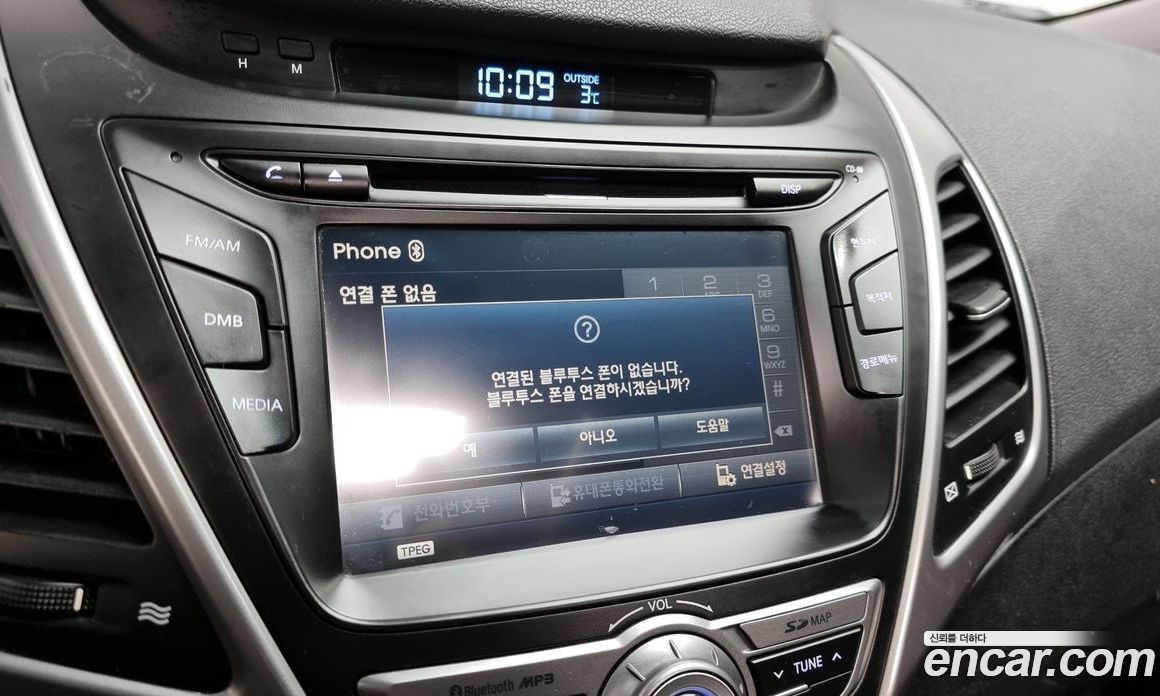 H
M
10:09 OUTSIDE 3℃
CD-IN
DISP
FM/AM
DMB
MEDIA
Phone
연결 폰 없음
1 2 3
ABC DEF
6
MNO
9
WXYZ
#
연결된 블루투스 폰이 없습니다.
블루투스 폰을 연결하시겠습니까?
예 아니오 도움말
전화번호부 휴대폰통화전환 연결설정
TPEG
현위치
목적지
경로메뉴
VOL
SD MAP
TUNE
Bluetooth MP3
신뢰를 더하다
encar.com